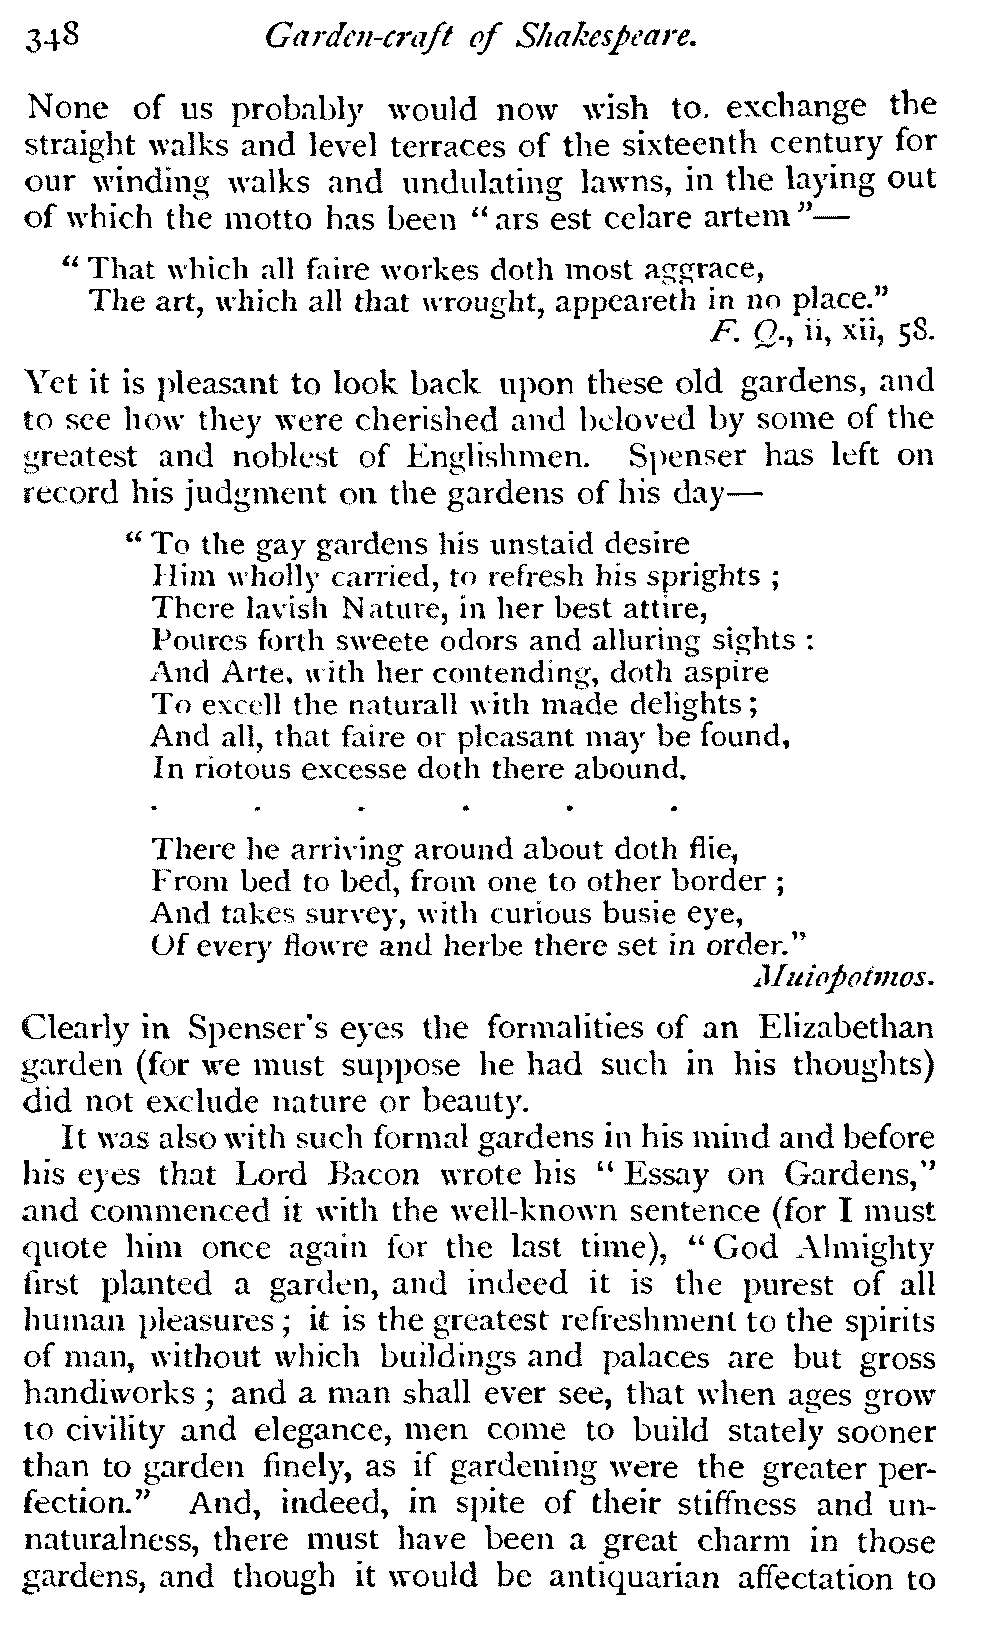 348 Garden-craft of Shakespeare.
None of us probably would now wish to. exchange the
straight walks and level terraces of the sixteenth century for
our winding walks and undulating lawns, in the laying out
of which the motto has been “ars est celare artem”—
“That which all faire workes doth most aggrace,
The art, which all that wrought, appeareth in no place.”
F. Q., ii, xii, 58.
Yet it is pleasant to look back upon these old gardens, and
to see how they were cherished and beloved by some of the
greatest and noblest of Englishmen. Spenser has left on
record his judgment on the gardens of his day—
“To the gay gardens his unstaid desire
Him wholly carried, to refresh his sprights ;
There lavish Nature, in her best attire,
Poures forth sweete odors and alluring sights :
And Arte, with her contending, doth aspire
To excell the naturall with made delights ;
And all, that faire or pleasant may be found,
In riotous excesse doth there abound.
. . . . . .
There he arriving around about doth flie,
From bed to bed, from one to other border ;
And takes survey, with curious busie eye,
Of every flowre and herbe there set in order.”
Muiopotmos.
Clearly in Spenser's eyes the formalities of an Elizabethan
garden (for we must suppose he had such in his thoughts)
did not exclude nature or beauty.
It was also with such formal gardens in his mind and before
his eyes that Lord Bacon wrote his “Essay on Gardens,”
and commenced it with the well-known sentence (for I must
quote him once again for the last time), “God Almighty
first planted a garden, and indeed it is the purest of all
human pleasures ; it is the greatest refreshment to the spirits
of man, without which buildings and palaces are but gross
handiworks ; and a man shall ever see, that when ages grow
to civility and elegance, men come to build stately sooner
than to garden finely, as if gardening were the greater per-
fection.” And, indeed, in spite of their stiffness and un-
naturalness, there must have been a great charm in those
gardens, and though it would be antiquarian affectation to